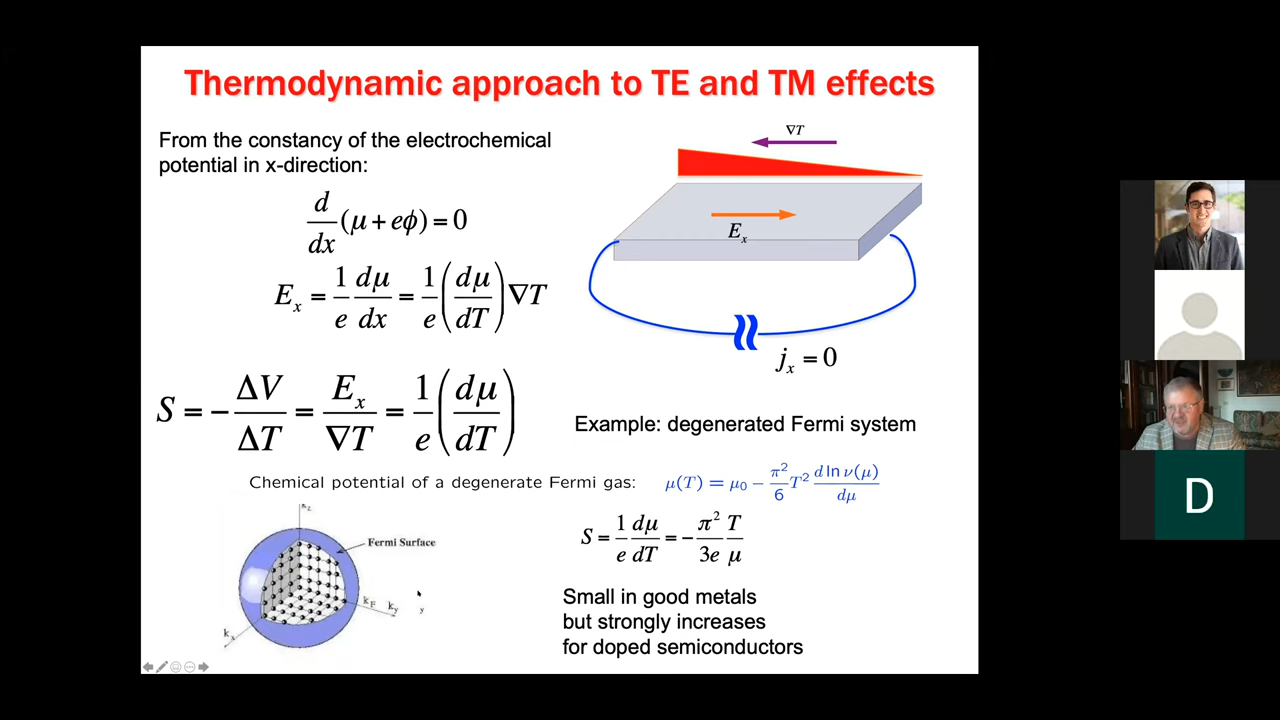 Thermodynamic approach to TE and TM effects
From the constancy of the electrochemical
potential in x-direction:
d/dx (μ + eϕ) = 0
E_x = 1/e dμ/dx = 1/e (dμ/dT) ∇T
S = − ΔV/ΔT = E_x/∇T = 1/e (dμ/dT)
∇T
E_x
j_x = 0
Example: degenerated Fermi system
Chemical potential of a degenerate Fermi gas: μ(T) = μ₀ − π²/6 T² d ln ν(μ)/dμ
S = 1/e dμ/dT = − π²/3e T/μ
Small in good metals
but strongly increases
for doped semiconductors
k_z
Fermi Surface
k_F k_y
y
k_x
D